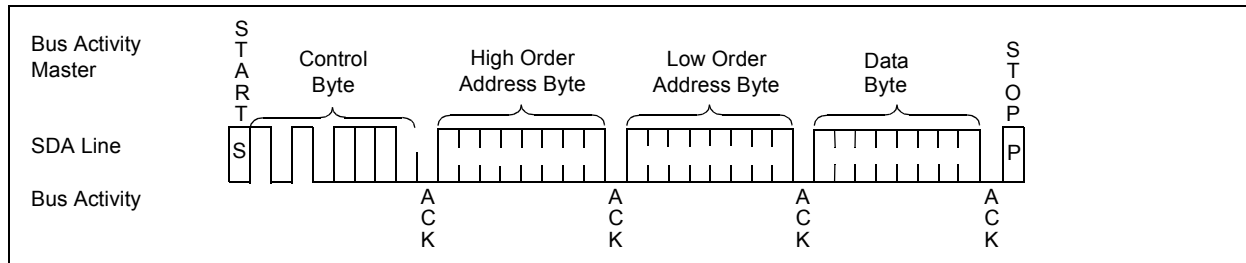 Bus Activity
Master
START
Control
Byte
High Order
Address Byte
Low Order
Address Byte
Data
Byte
STOP
SDA Line
S
P
Bus Activity
ACK
ACK
ACK
ACK